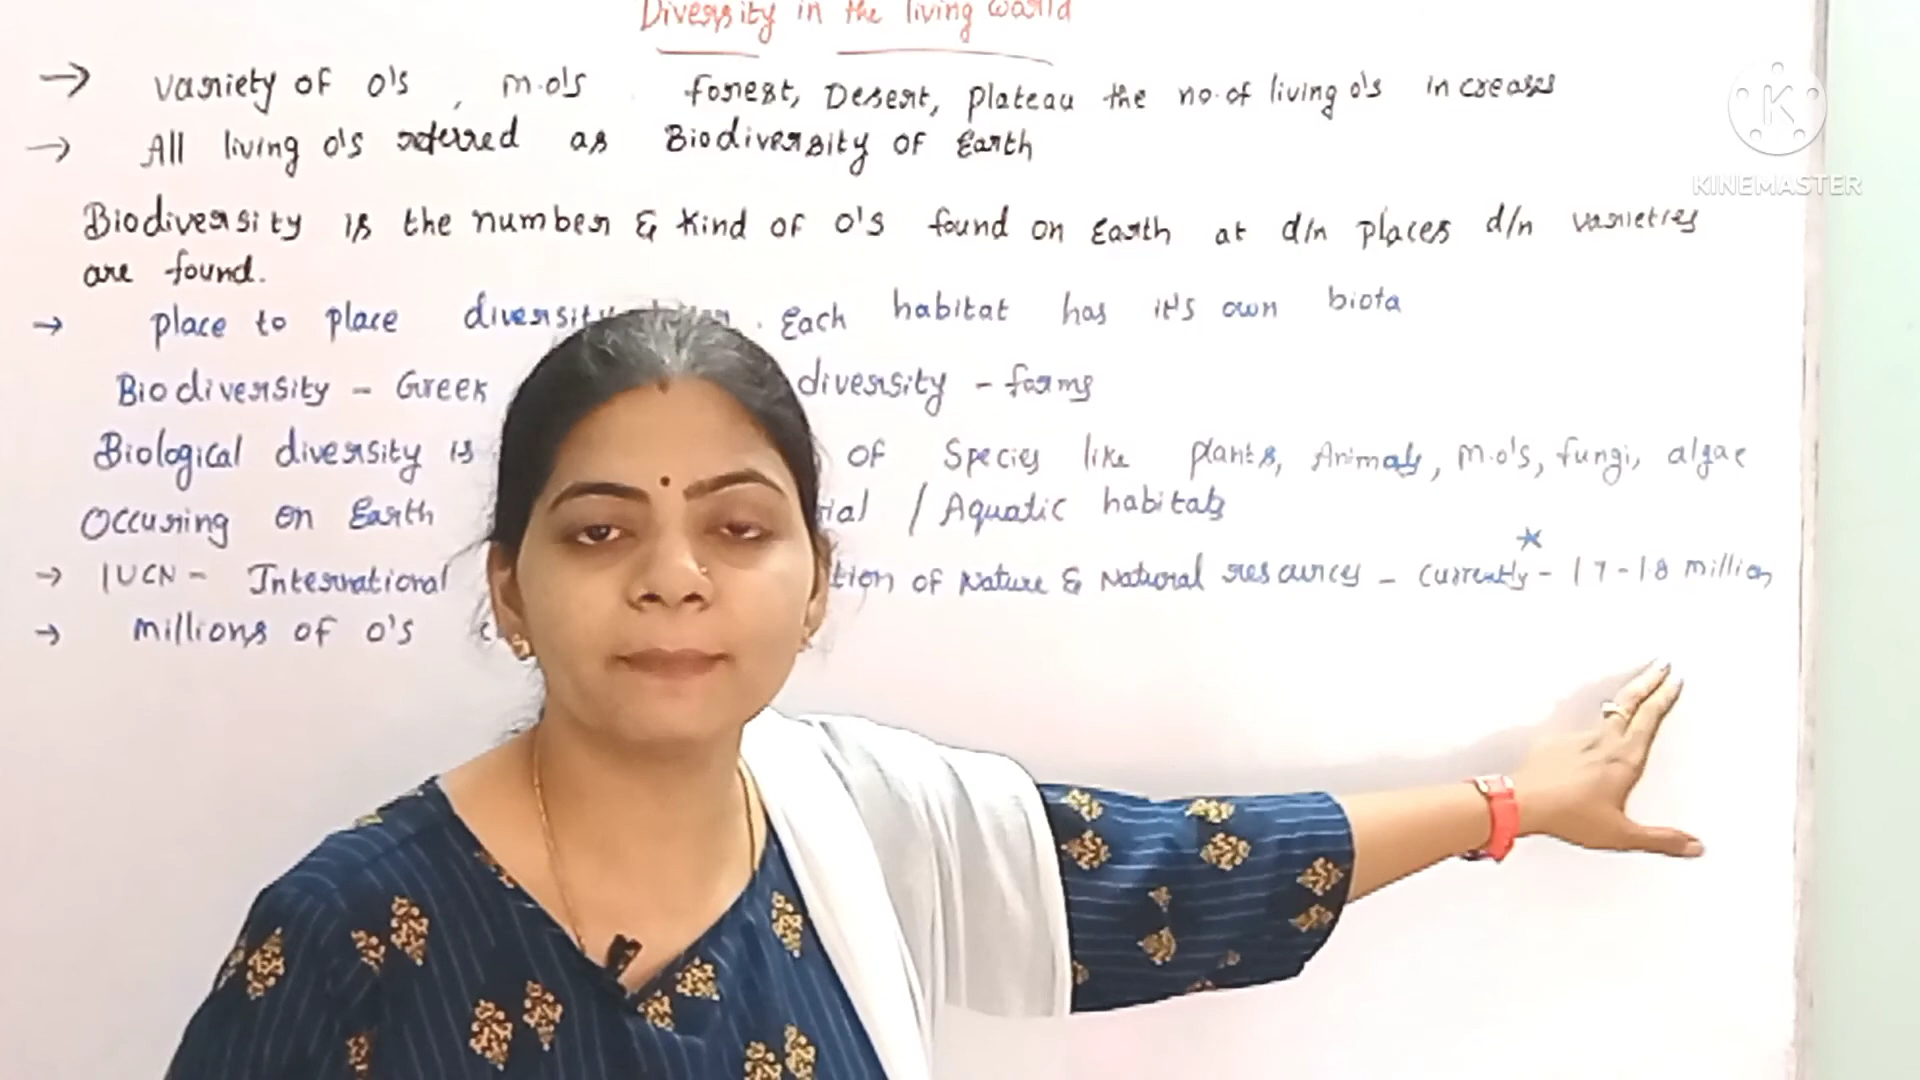 Diversity in the living world
→ variety of o's, m.o's forest, Desert, plateau the no. of living o's increases
→ All living o's referred as Biodiversity of Earth
Biodiversity is the number & kind of o's found on Earth at d/n places d/n varieties
are found.
→ place to place diversity . Each habitat has it's own biota
Biodiversity - Greek diversity - forms
Biological diversity is of Species like plants, Animals, m.o's, fungi, algae
Occuring on Earth / Aquatic habitats
→ IUCN - International of Nature & Natural resources - currently - 1.7 - 1.8 million
→ millions of o's
K
KINEMASTER